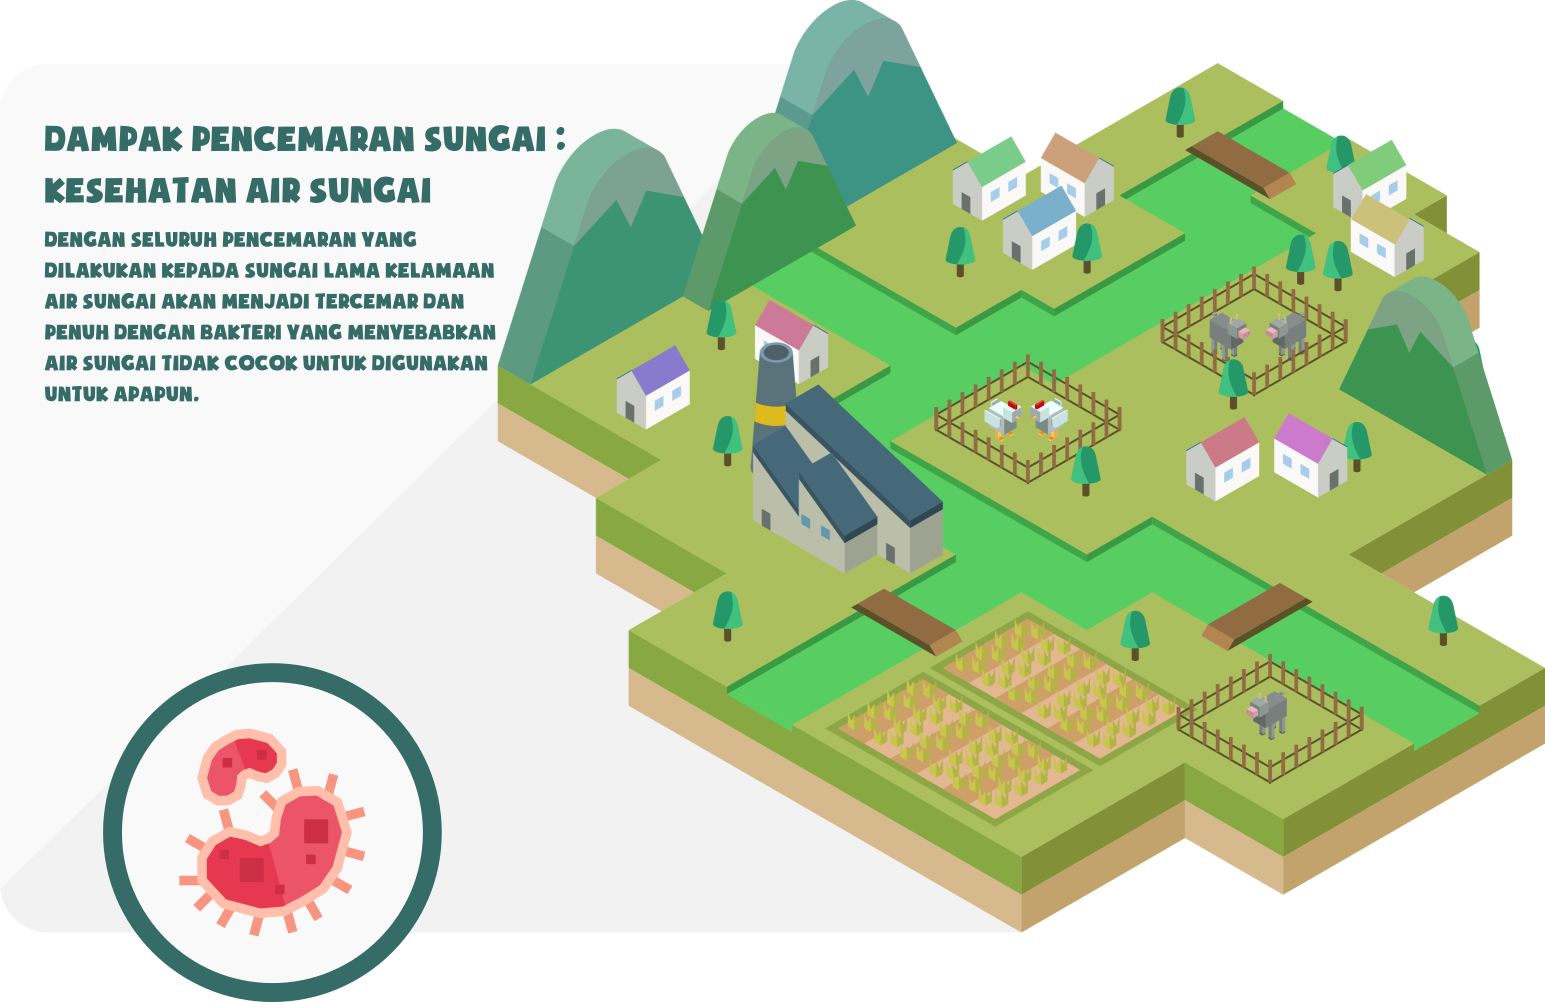 DAMPAK PENCEMARAN SUNGAI :
KESEHATAN AIR SUNGAI
DENGAN SELURUH PENCEMARAN YANG
DILAKUKAN KEPADA SUNGAI LAMA KELAMAAN
AIR SUNGAI AKAN MENJADI TERCEMAR DAN
PENUH DENGAN BAKTERI YANG MENYEBABKAN
AIR SUNGAI TIDAK COCOK UNTUK DIGUNAKAN
UNTUK APAPUN.